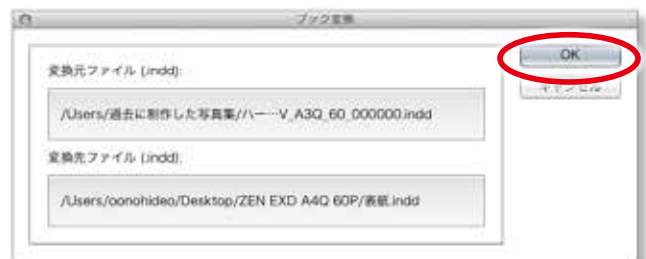 ブック変換
OK
変換元ファイル (.indd):
キャンセル
/Users/過去に制作した写真集/ハー…V_A3Q_60_000000.indd
変換先ファイル (.indd):
/Users/oonohideo/Desktop/ZEN EXD A4Q 60P/表紙.indd